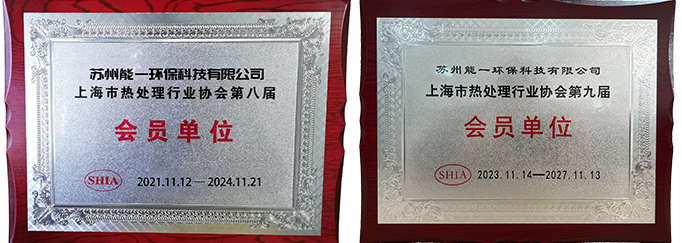 苏州能一环保科技有限公司
上海市热处理行业协会第八届
会员单位
SHIA 2021.11.12—2024.11.21
苏州能一环保科技有限公司
上海市热处理行业协会第九届
会员单位
SHIA 2023.11.14—2027.11.13